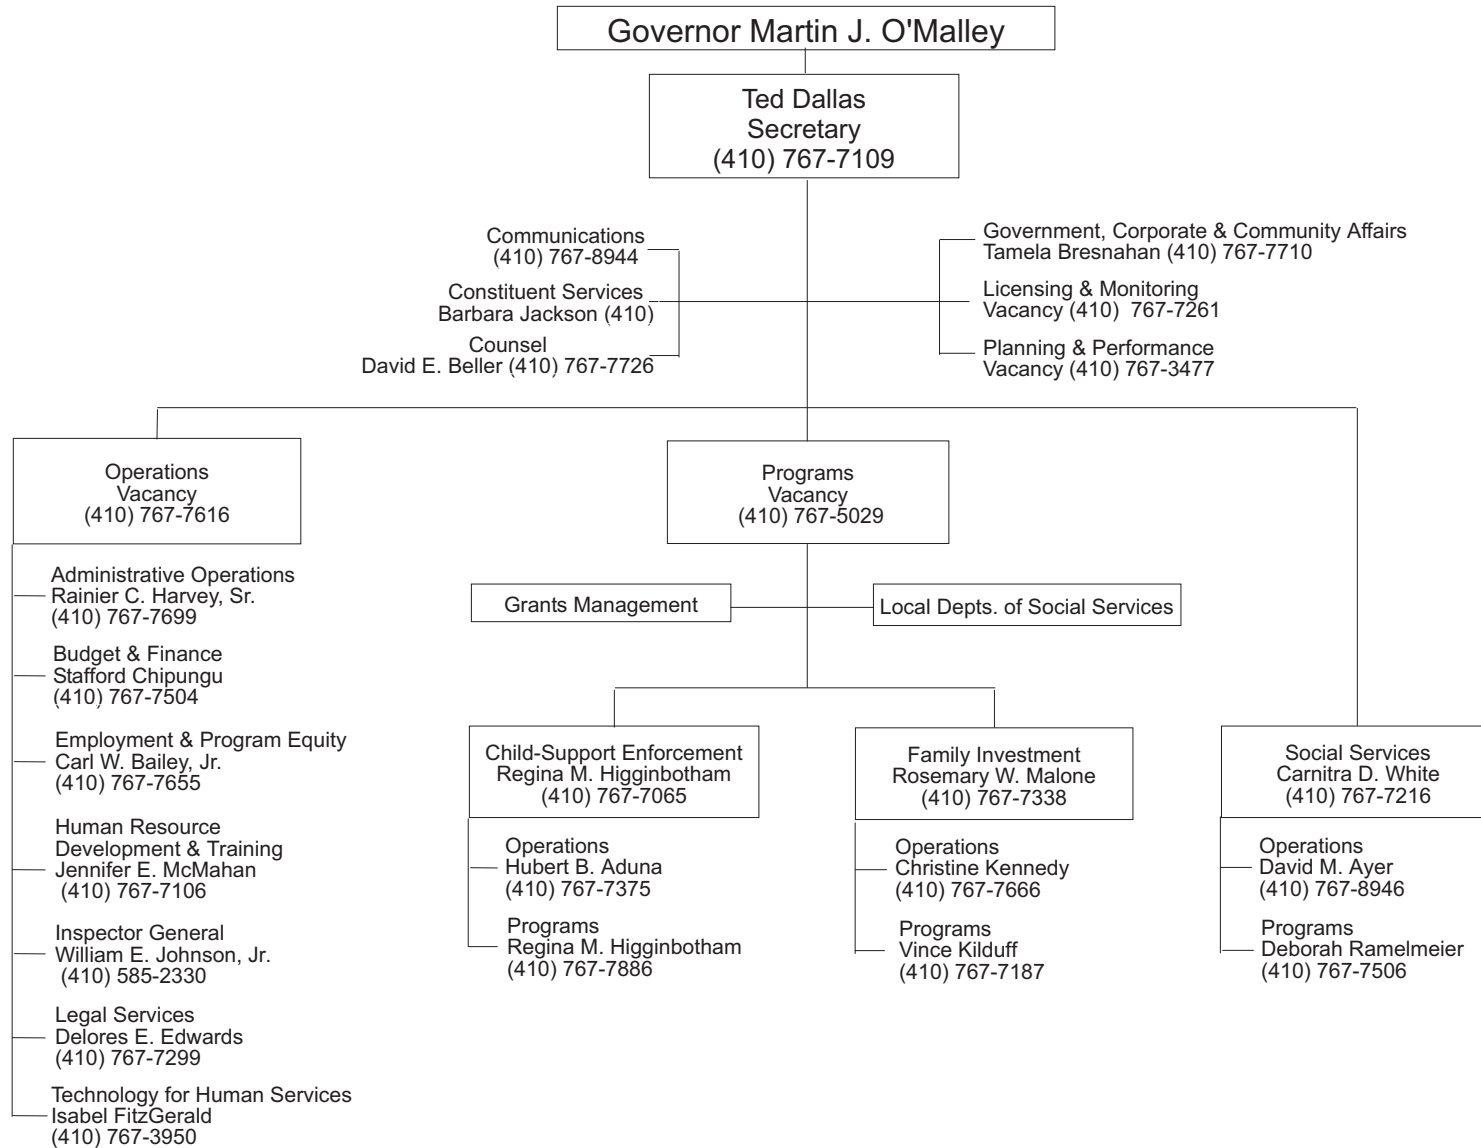 Governor Martin J. O'Malley
Ted Dallas
Secretary
(410) 767-7109
Communications
(410) 767-8944
Constituent Services
Barbara Jackson (410)
Counsel
David E. Beller (410) 767-7726
Government, Corporate & Community Affairs
Tamela Bresnahan (410) 767-7710
Licensing & Monitoring
Vacancy (410) 767-7261
Planning & Performance
Vacancy (410) 767-3477
Operations
Vacancy
(410) 767-7616
Administrative Operations
Rainier C. Harvey, Sr.
(410) 767-7699
Budget & Finance
Stafford Chipungu
(410) 767-7504
Employment & Program Equity
Carl W. Bailey, Jr.
(410) 767-7655
Human Resource
Development & Training
Jennifer E. McMahan
(410) 767-7106
Inspector General
William E. Johnson, Jr.
(410) 585-2330
Legal Services
Delores E. Edwards
(410) 767-7299
Technology for Human Services
Isabel FitzGerald
(410) 767-3950
Programs
Vacancy
(410) 767-5029
Grants Management
Local Depts. of Social Services
Child-Support Enforcement
Regina M. Higginbotham
(410) 767-7065
Operations
Hubert B. Aduna
(410) 767-7375
Programs
Regina M. Higginbotham
(410) 767-7886
Family Investment
Rosemary W. Malone
(410) 767-7338
Operations
Christine Kennedy
(410) 767-7666
Programs
Vince Kilduff
(410) 767-7187
Social Services
Carnitra D. White
(410) 767-7216
Operations
David M. Ayer
(410) 767-8946
Programs
Deborah Ramelmeier
(410) 767-7506